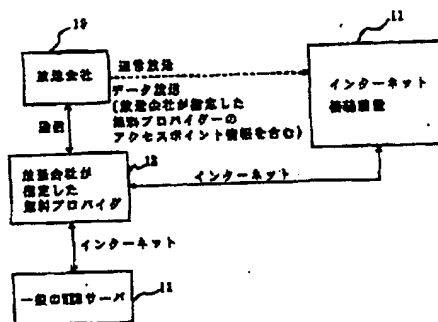 10
放送会社
通常放送
データ放送
(放送会社が指定した
無料プロバイダーの
アクセスポイント情報を含む)
11
インターネット
接続装置
通信
12
放送会社が
指定した
無料プロバイダ
インターネット
インターネット
一般のWEBサーバ